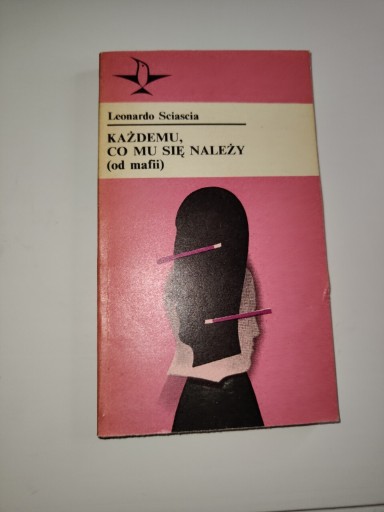 Leonardo Sciascia
KAŻDEMU,
CO MU SIĘ NALEŻY
(od mafii)